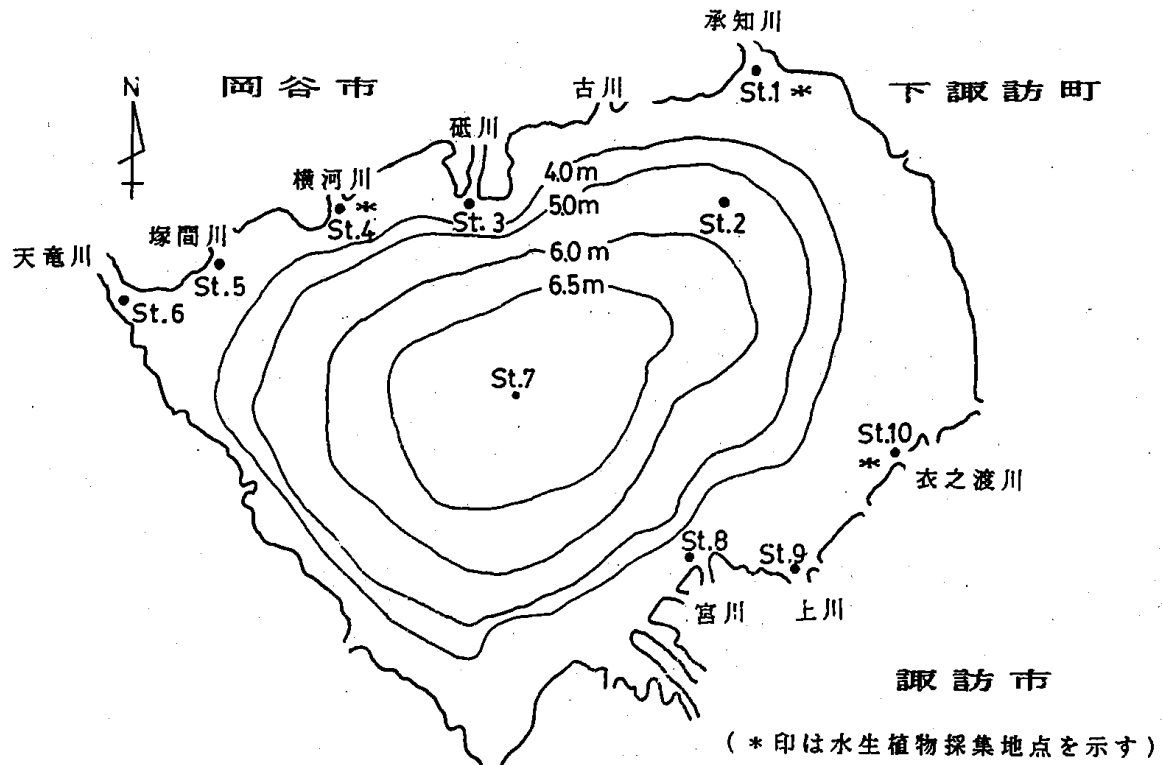 承知川
岡谷市
N
古川
St.1 *
下諏訪町
砥川
横河川
4.0m
5.0m
St.2
St.3
St.4 *
塚間川
天竜川
6.0m
6.5m
St.5
St.6
St.7
St.10
*
衣之渡川
St.8
St.9
宮川
上川
諏訪市
(*印は水生植物採集地点を示す)